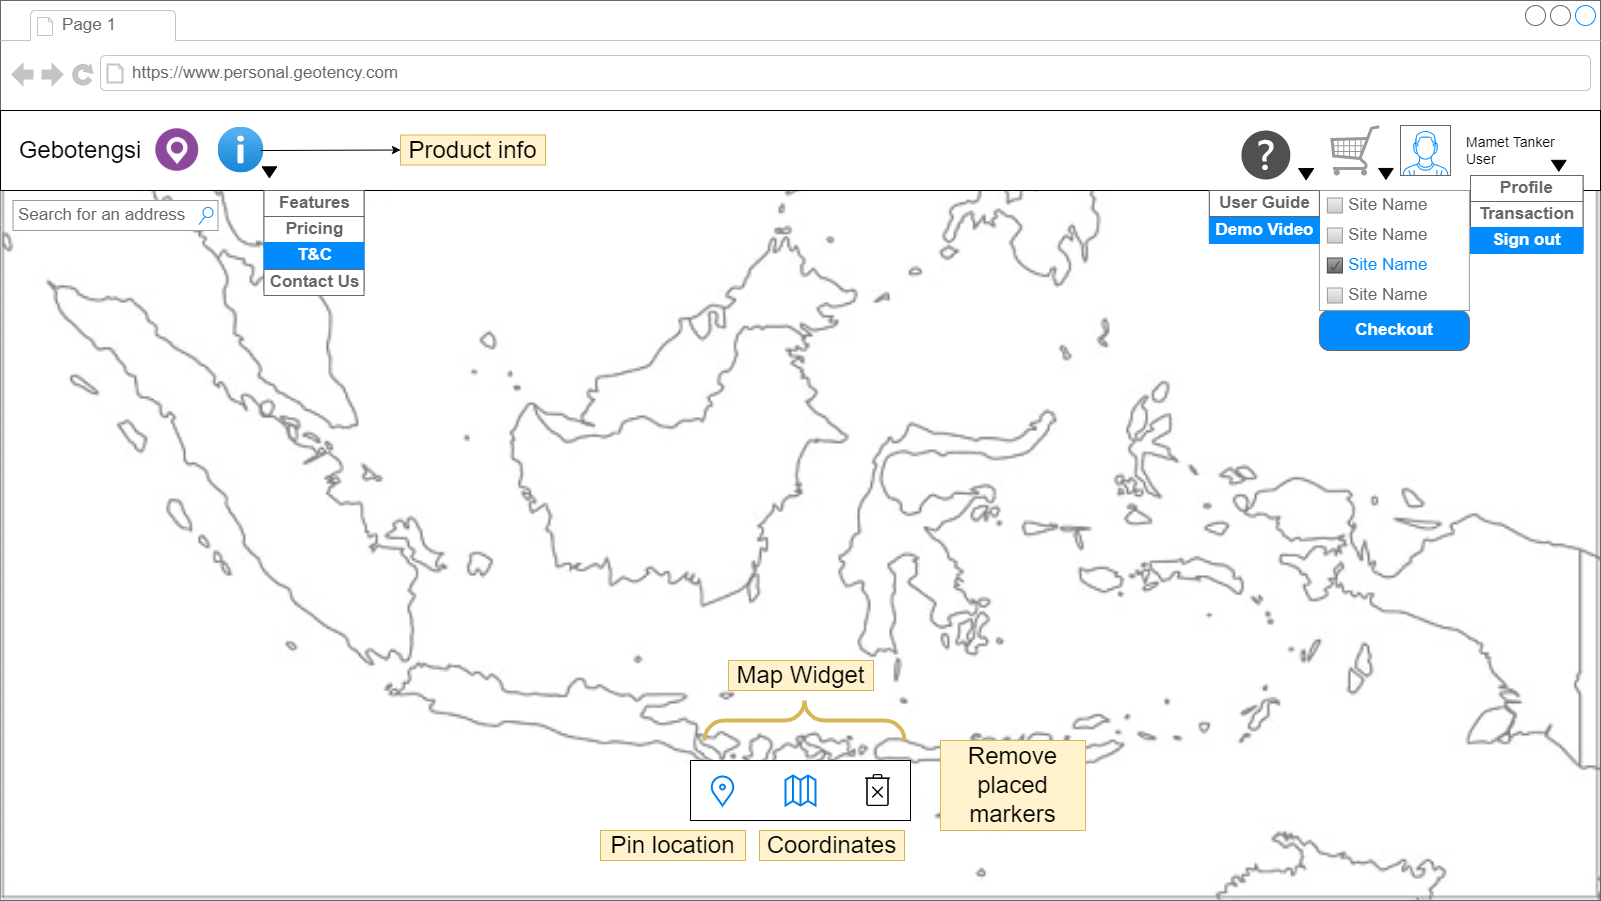 Page 1
https://www.personal.geotency.com
Gebotengsi
Product info
Mamet Tanker
User
Search for an address
Features
Pricing
T&C
Contact Us
User Guide
Demo Video
Site Name
Site Name
Site Name
Site Name
Checkout
Profile
Transaction
Sign out
Map Widget
Remove
placed
markers
Pin location
Coordinates